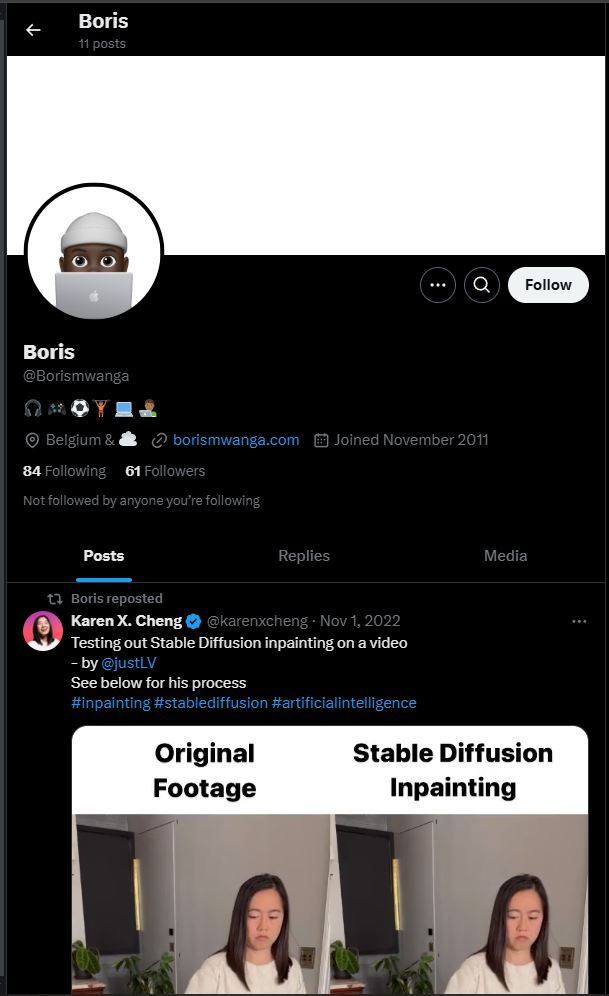 Boris
11 posts
Follow
Boris
@Borismwanga
Belgium & borismwanga.com Joined November 2011
84 Following 61 Followers
Not followed by anyone you're following
Posts Replies Media
Boris reposted
Karen X. Cheng @karenxcheng · Nov 1, 2022
Testing out Stable Diffusion inpainting on a video
- by @justLV
See below for his process
#inpainting #stablediffusion #artificialintelligence
Original Stable Diffusion
Footage Inpainting